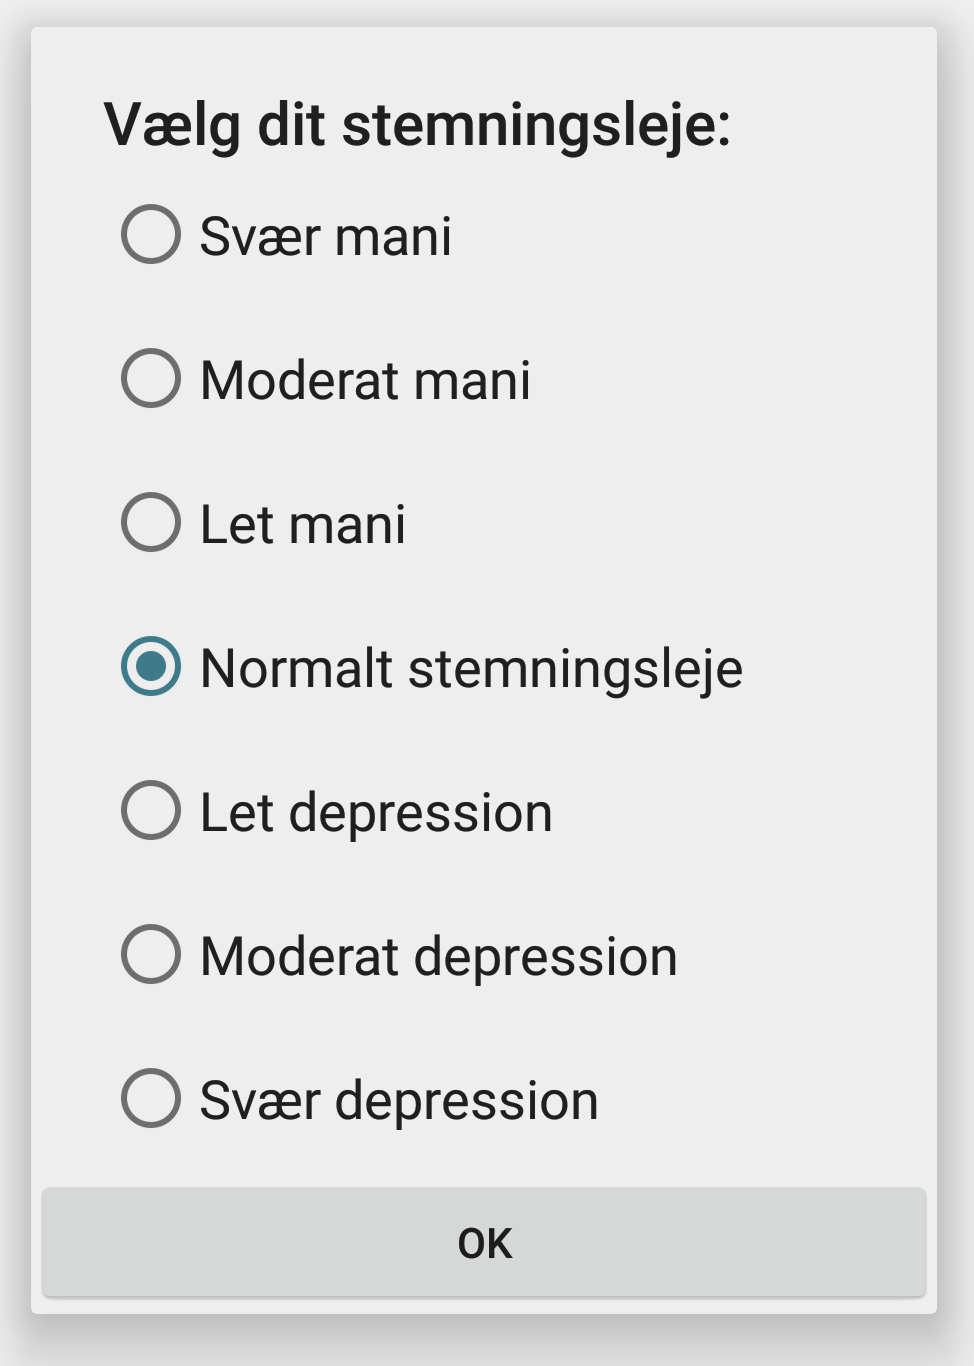 Vælg dit stemningsleje:
Svær mani
Moderat mani
Let mani
Normalt stemningsleje
Let depression
Moderat depression
Svær depression
OK